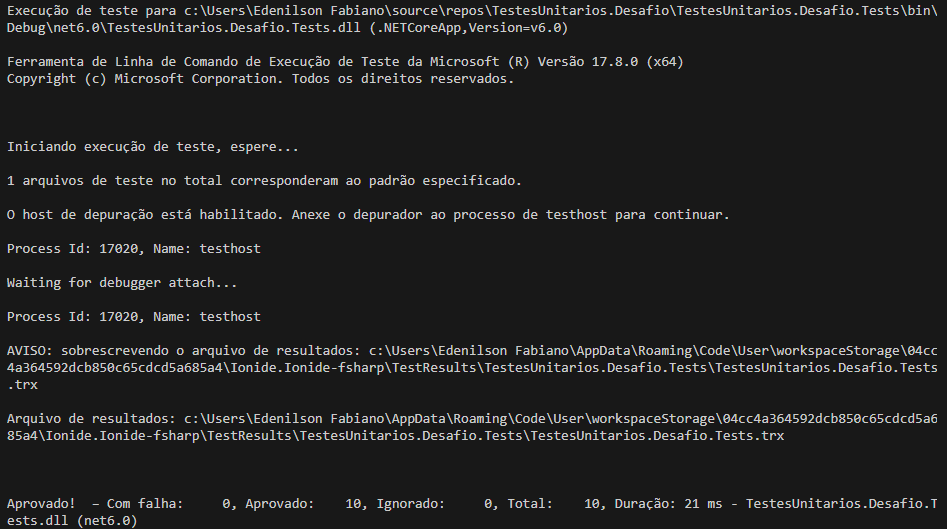 Execução de teste para c:\Users\Edenilson Fabiano\source\repos\TestesUnitarios.Desafio\TestesUnitarios.Desafio.Tests\bin\
Debug\net6.0\TestesUnitarios.Desafio.Tests.dll (.NETCoreApp,Version=v6.0)
Ferramenta de Linha de Comando de Execução de Teste da Microsoft (R) Versão 17.8.0 (x64)
Copyright (c) Microsoft Corporation. Todos os direitos reservados.
Iniciando execução de teste, espere...
1 arquivos de teste no total corresponderam ao padrão especificado.
O host de depuração está habilitado. Anexe o depurador ao processo de testhost para continuar.
Process Id: 17020, Name: testhost
Waiting for debugger attach...
Process Id: 17020, Name: testhost
AVISO: sobrescrevendo o arquivo de resultados: c:\Users\Edenilson Fabiano\AppData\Roaming\Code\User\workspaceStorage\04cc
4a364592dcb850c65cdcd5a685a4\Ionide.Ionide-fsharp\TestResults\TestesUnitarios.Desafio.Tests\TestesUnitarios.Desafio.Tests
.trx
Arquivo de resultados: c:\Users\Edenilson Fabiano\AppData\Roaming\Code\User\workspaceStorage\04cc4a364592dcb850c65cdcd5a6
85a4\Ionide.Ionide-fsharp\TestResults\TestesUnitarios.Desafio.Tests\TestesUnitarios.Desafio.Tests.trx
Aprovado!  – Com falha:     0, Aprovado:    10, Ignorado:     0, Total:    10, Duração: 21 ms - TestesUnitarios.Desafio.T
ests.dll (net6.0)